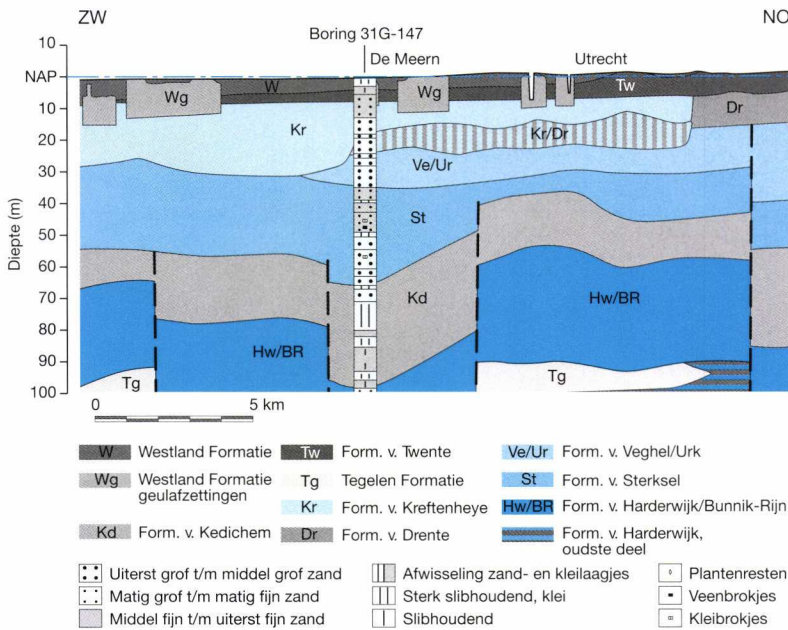 ZW
NO
Boring 31G-147
De Meern
Utrecht
10
m
NAP
10
20
30
40
50
60
70
80
90
100
Diepte (m)
Wg
W
Wg
Tw
Dr
Kr
Kr/Dr
Ve/Ur
St
Kd
Hw/BR
Hw/BR
Tg
Tg
0
5 km
W Westland Formatie
Wg Westland Formatie
geulafzettingen
Kd Form. v. Kedichem
Tw Form. v. Twente
Tg Tegelen Formatie
Kr Form. v. Kreftenheye
Dr Form. v. Drente
Ve/Ur Form. v. Veghel/Urk
St Form. v. Sterksel
Hw/BR Form. v. Harderwijk/Bunnik-Rijn
Form. v. Harderwijk,
oudste deel
Uiterst grof t/m middel grof zand
Matig grof t/m matig fijn zand
Middel fijn t/m uiterst fijn zand
Afwisseling zand- en kleilaagjes
Sterk slibhoudend, klei
Slibhoudend
Plantenresten
Veenbrokjes
Kleibrokjes